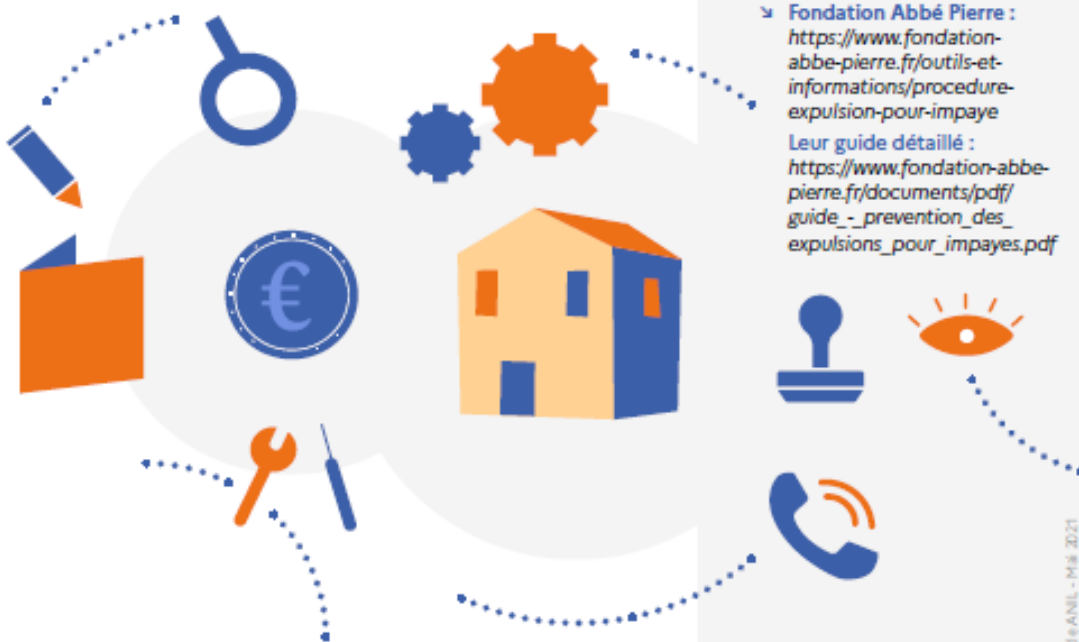 Fondation Abbé Pierre :
https://www.fondation-
abbe-pierre.fr/outils-et-
informations/procedure-
expulsion-pour-impaye
Leur guide détaillé :
https://www.fondation-abbe-
pierre.fr/documents/pdf/
guide_-_prevention_des_
expulsions_pour_impayes.pdf
€
ANIL - Mai 2021